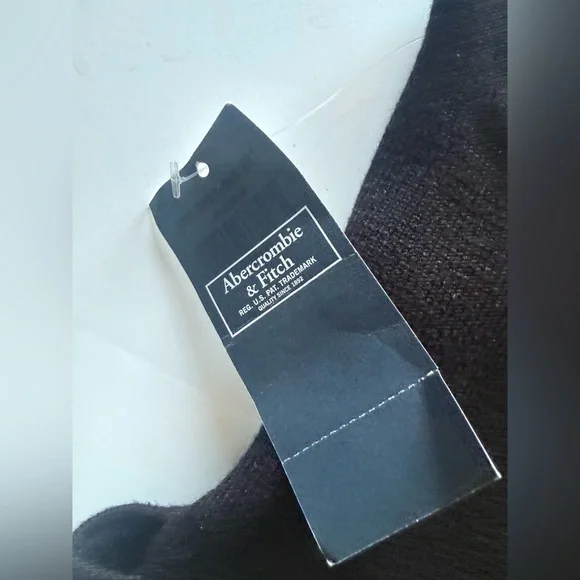 Abercrombie
& Fitch
REG. U.S. PAT. TRADEMARK
QUALITY SINCE 1892